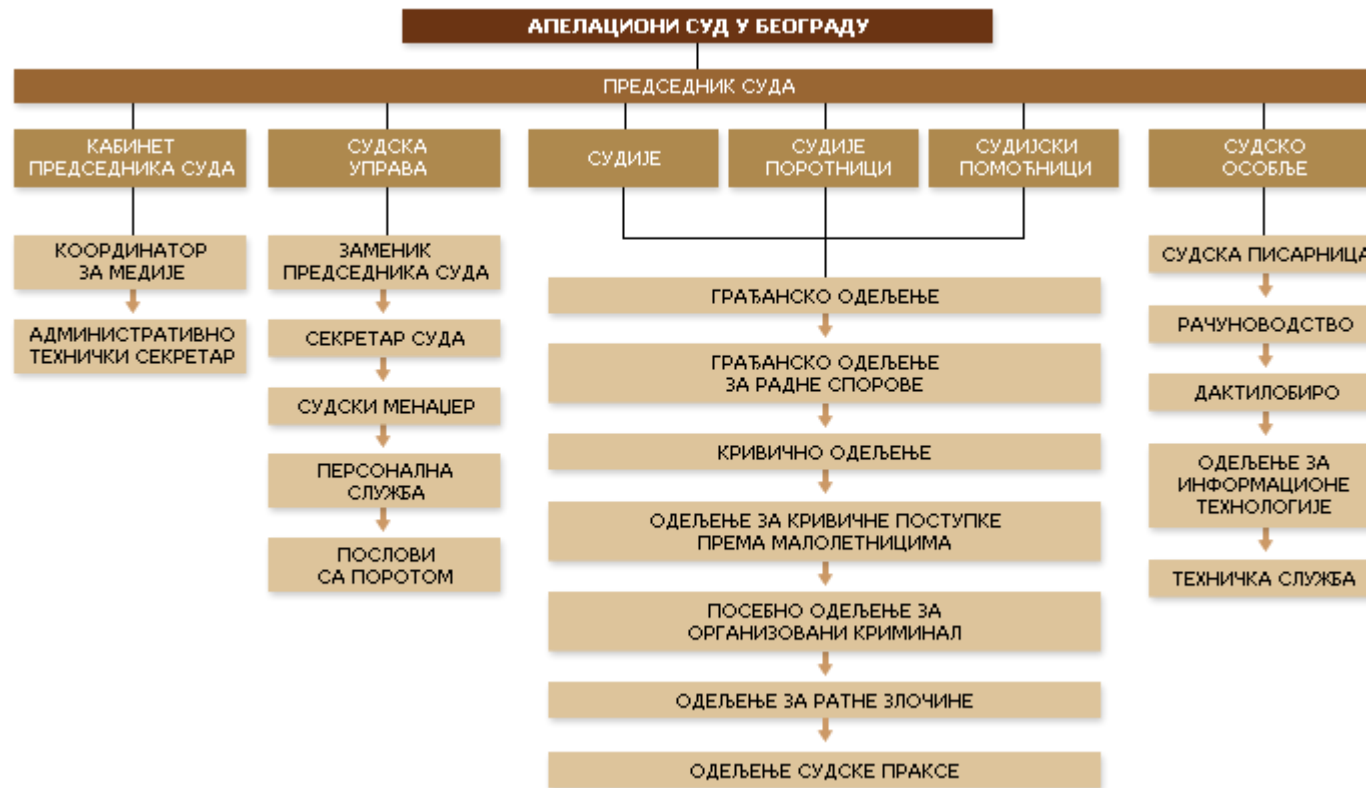 АПЕЛАЦИОНИ СУД У БЕОГРАДУ
ПРЕДСЕДНИК СУДА
КАБИНЕТ
ПРЕДСЕДНИКА СУДА
СУДСКА
УПРАВА
СУДИЈЕ
СУДИЈЕ
ПОРОТНИЦИ
СУДИЈСКИ
ПОМОЋНИЦИ
СУДСКО
ОСОБЉЕ
КООРДИНАТОР
ЗА МЕДИЈЕ
АДМИНИСТРАТИВНО
ТЕХНИЧКИ СЕКРЕТАР
ЗАМЕНИК
ПРЕДСЕДНИКА СУДА
СЕКРЕТАР СУДА
СУДСКИ МЕНАЏЕР
ПЕРСОНАЛНА
СЛУЖБА
ПОСЛОВИ
СА ПОРОТОМ
ГРАЂАНСКО ОДЕЉЕЊЕ
ГРАЂАНСКО ОДЕЉЕЊЕ
ЗА РАДНЕ СПОРОВЕ
КРИВИЧНО ОДЕЉЕЊЕ
ОДЕЉЕЊЕ ЗА КРИВИЧНЕ ПОСТУПКЕ
ПРЕМА МАЛОЛЕТНИЦИМА
ПОСЕБНО ОДЕЉЕЊЕ ЗА
ОРГАНИЗОВАНИ КРИМИНАЛ
ОДЕЉЕЊЕ ЗА РАТНЕ ЗЛОЧИНЕ
ОДЕЉЕЊЕ СУДСКЕ ПРАКСЕ
СУДСКА ПИСАРНИЦА
РАЧУНОВОДСТВО
ДАКТИЛОБИРО
ОДЕЉЕЊЕ ЗА
ИНФОРМАЦИОНЕ
ТЕХНОЛОГИЈЕ
ТЕХНИЧКА СЛУЖБА